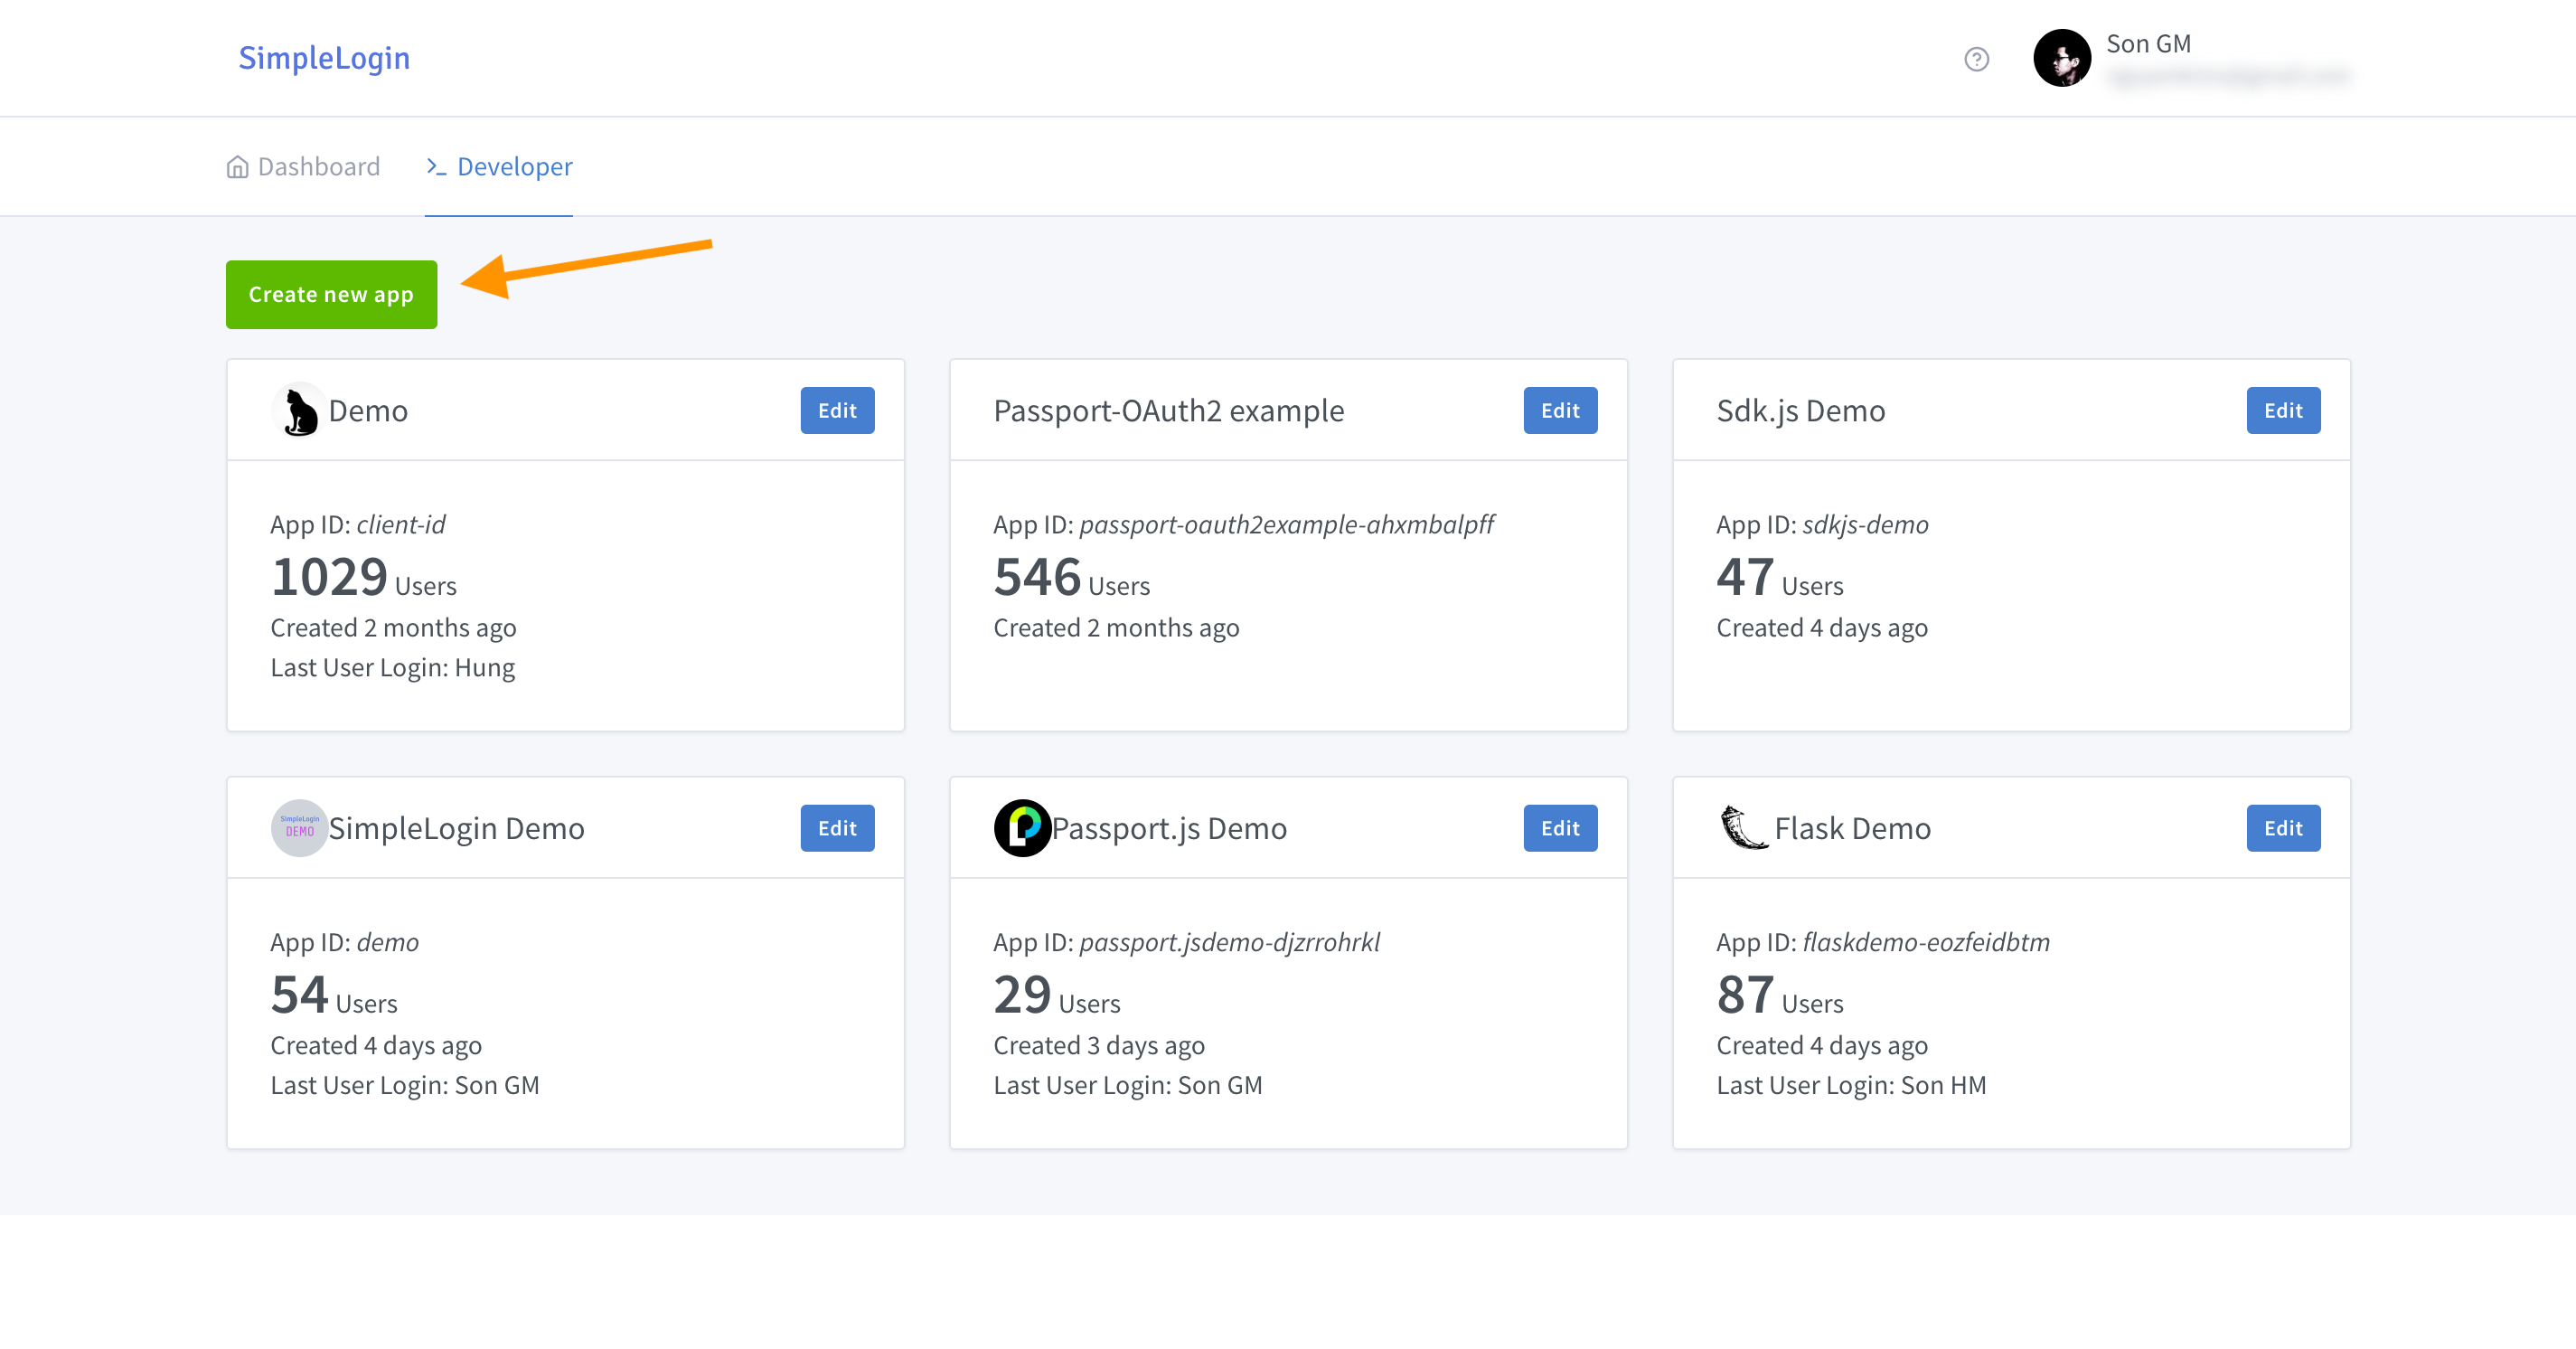 SimpleLogin
Son GM
Dashboard
Developer
Create new app
Demo
Edit
App ID: client-id
1029 Users
Created 2 months ago
Last User Login: Hung
Passport-OAuth2 example
Edit
App ID: passport-oauth2example-ahxmbalpff
546 Users
Created 2 months ago
Sdk.js Demo
Edit
App ID: sdkjs-demo
47 Users
Created 4 days ago
SimpleLogin
DEMO
SimpleLogin Demo
Edit
App ID: demo
54 Users
Created 4 days ago
Last User Login: Son GM
Passport.js Demo
Edit
App ID: passport.jsdemo-djzrrohrkl
29 Users
Created 3 days ago
Last User Login: Son GM
Flask Demo
Edit
App ID: flaskdemo-eozfeidbtm
87 Users
Created 4 days ago
Last User Login: Son HM